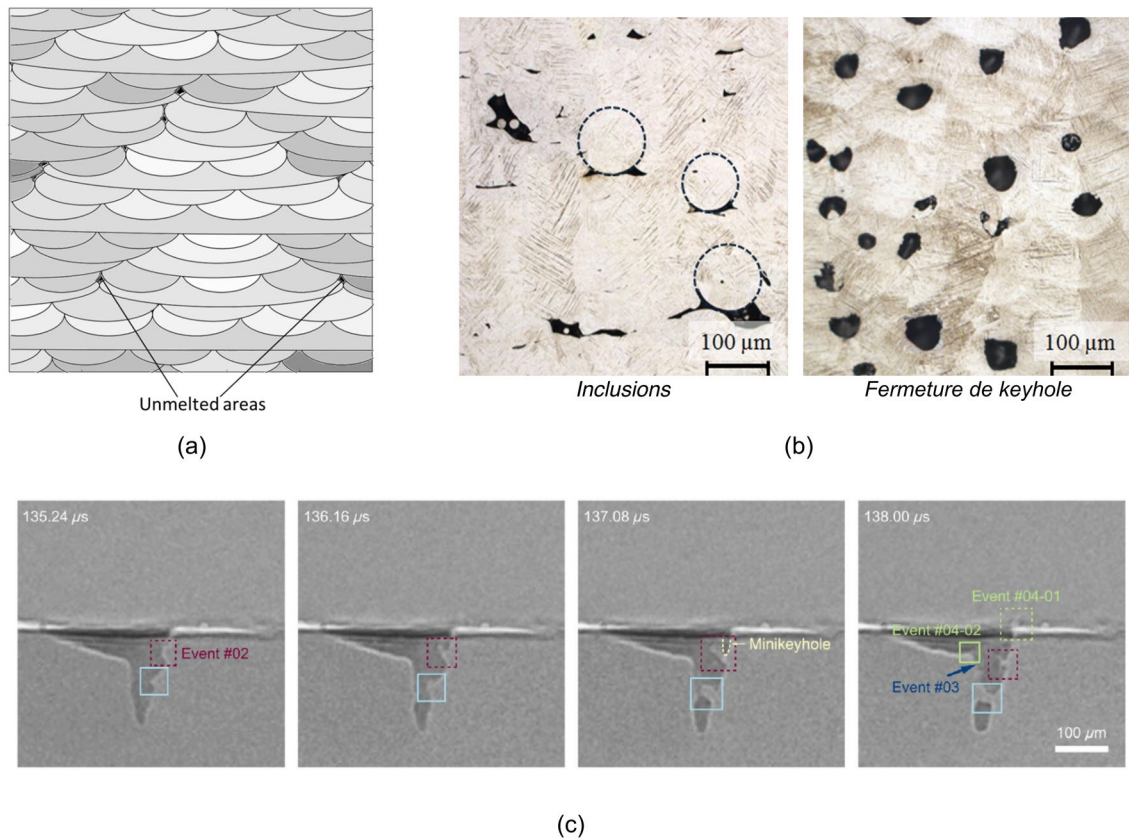 Unmelted areas
(a)
100 µm
Inclusions
100 µm
Fermeture de keyhole
(b)
135.24 µs
Event #02
136.16 µs
137.08 µs
Minikeyhole
138.00 µs
Event #04-01
Event #04-02
Event #03
100 µm
(c)